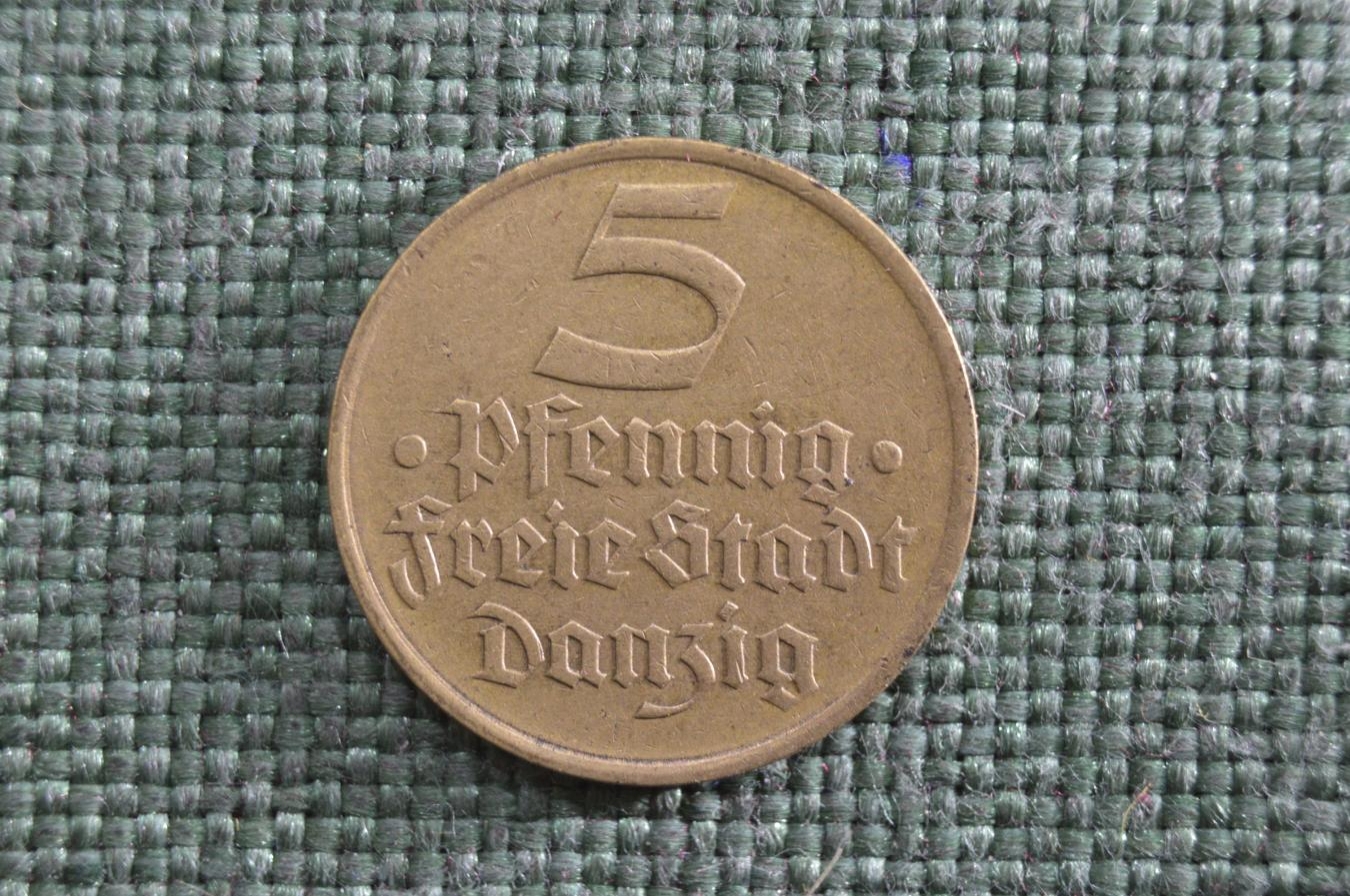 5
• Pfennig •
Freie Stadt
Danzig